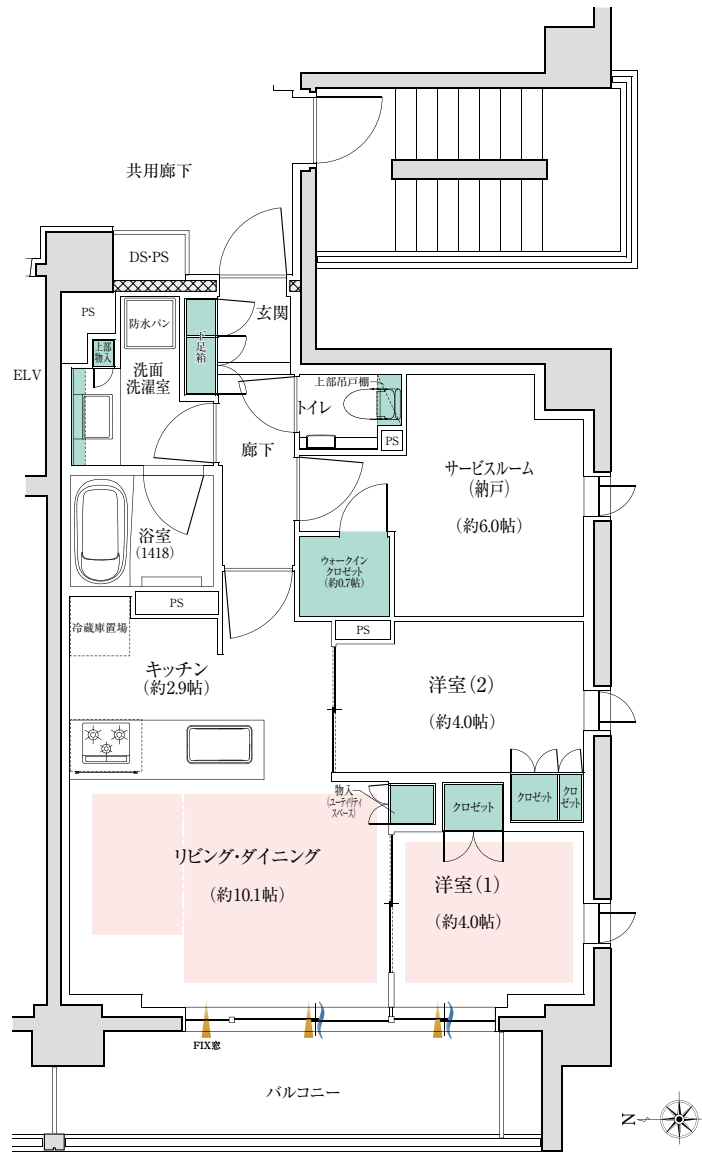 共用廊下
DS・PS
PS
防水パン
玄関
下足箱
上部
物入
ELV
洗面
洗濯室
上部吊戸棚
トイレ
PS
廊下
サービスルーム
(納戸)
(約6.0帖)
浴室
(1418)
ウォークイン
クロゼット
(約0.7帖)
PS
冷蔵庫置場
PS
キッチン
(約2.9帖)
洋室(2)
(約4.0帖)
物入
(ユーティリティ
スペース)
クロゼット
クロゼット
クロ
ゼット
リビング・ダイニング
(約10.1帖)
洋室(1)
(約4.0帖)
FIX窓
バルコニー
N